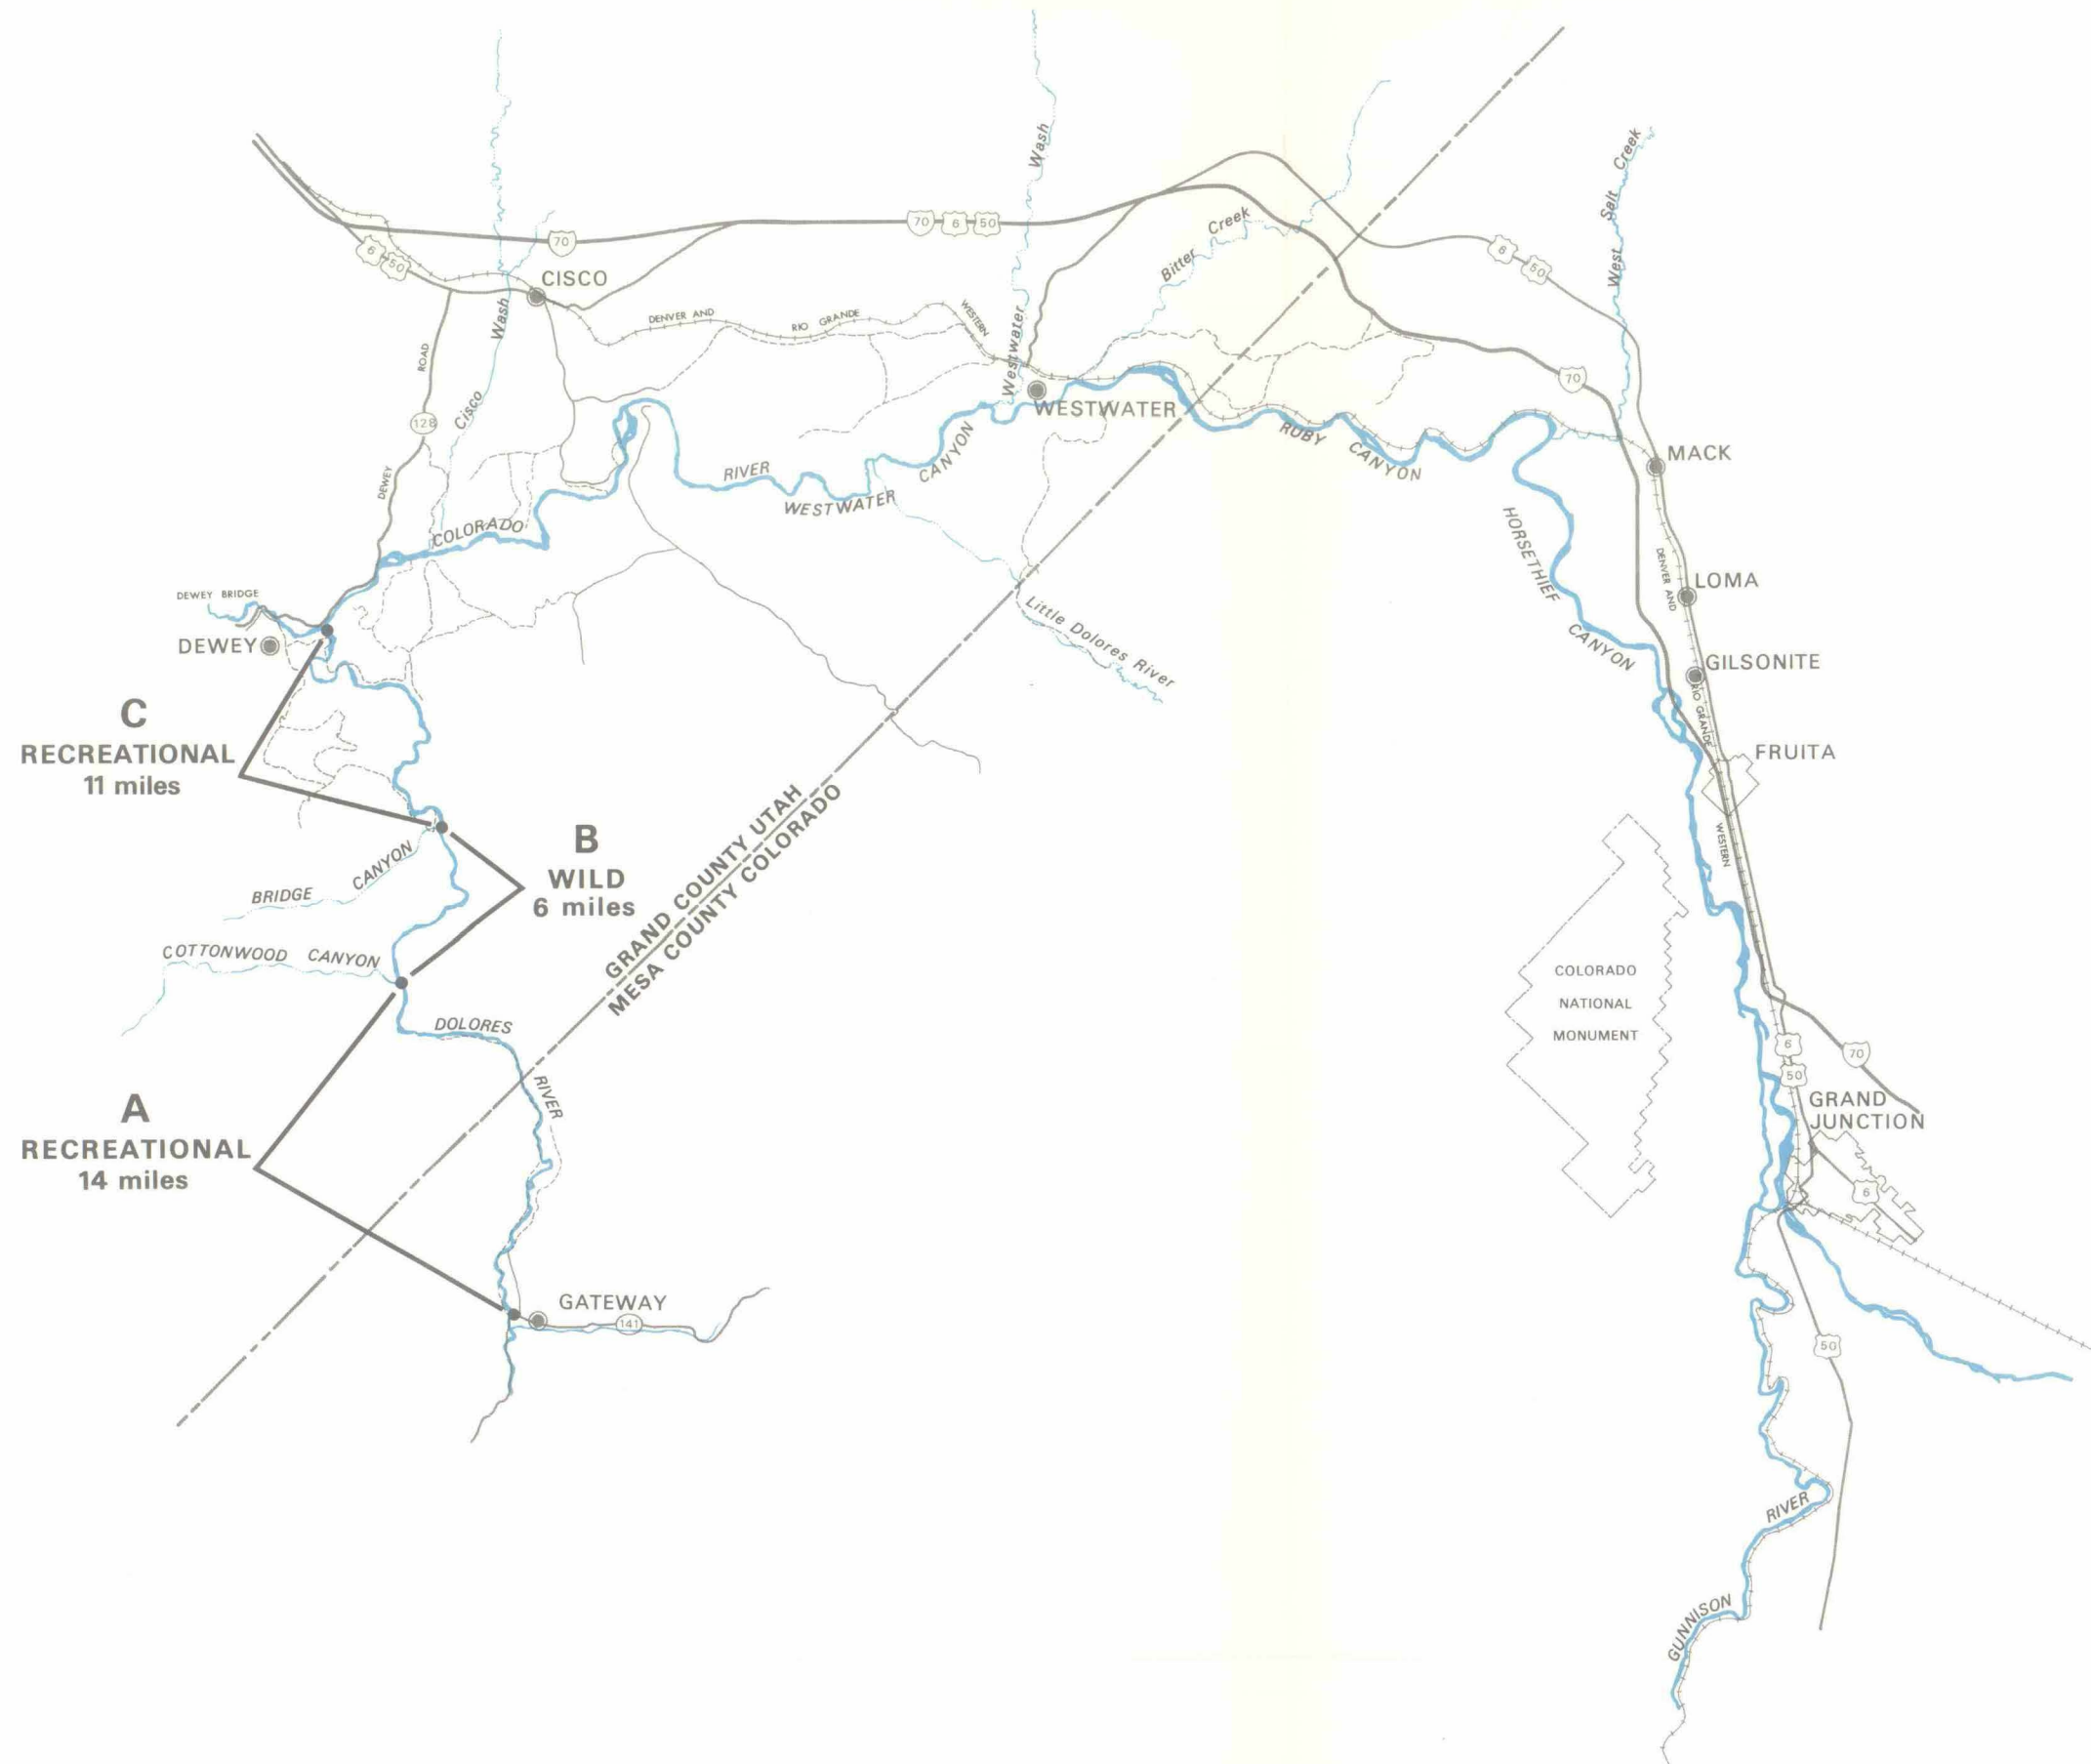 Wash
West Salt Creek
Creek
Bitter
70
6
50
70
6
50
6
50
CISCO
Wash
DENVER AND
RIO GRANDE
WESTERN
Westwater
ROAD
128
Cisco
DEWEY
70
WESTWATER
RUBY
CANYON
MACK
CANYON
RIVER
WESTWATER
COLORADO
HORSETHIEF
CANYON
DENVER AND
LOMA
DEWEY BRIDGE
DEWEY
Little Dolores River
GILSONITE
RIO GRANDE
C
RECREATIONAL
11 miles
FRUITA
WESTERN
B
WILD
6 miles
BRIDGE
CANYON
GRAND COUNTY UTAH
MESA COUNTY COLORADO
COTTONWOOD CANYON
COLORADO
NATIONAL
MONUMENT
DOLORES
RIVER
6
70
50
A
RECREATIONAL
14 miles
GRAND
JUNCTION
6
GATEWAY
141
50
RIVER
GUNNISON